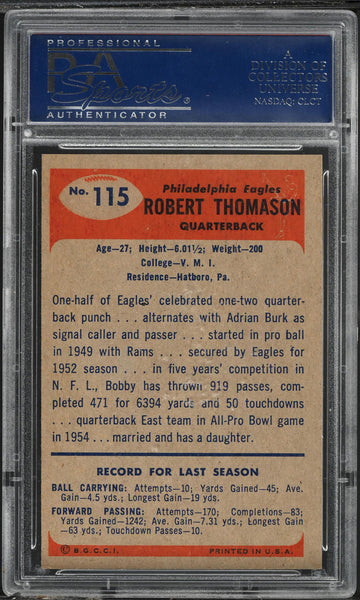 PROFESSIONAL
PSA
Sports
AUTHENTICATOR
A
DIVISION OF
COLLECTORS
UNIVERSE
NASDAQ: CLCT
No. 115
Philadelphia Eagles
ROBERT THOMASON
QUARTERBACK
Age—27; Height—6.01½; Weight—200
College—V. M. I.
Residence—Hatboro, Pa.
One-half of Eagles' celebrated one-two quarter-
back punch . . . alternates with Adrian Burk as
signal caller and passer . . . started in pro ball
in 1949 with Rams . . . secured by Eagles for
1952 season . . . in five years' competition in
N. F. L., Bobby has thrown 919 passes, com-
pleted 471 for 6394 yards and 50 touchdowns
. . . quarterback East team in All-Pro Bowl game
in 1954 . . . married and has a daughter.
RECORD FOR LAST SEASON
BALL CARRYING: Attempts—10; Yards Gained—45; Ave.
Gain—4.5 yds.; Longest Gain—19 yds.
FORWARD PASSING: Attempts—170; Completions—83;
Yards Gained—1242; Ave. Gain—7.31 yds.; Longest Gain—
63 yds.; Touchdown Passes—10.
© B.G.C.C.I.
PRINTED IN U.S.A.